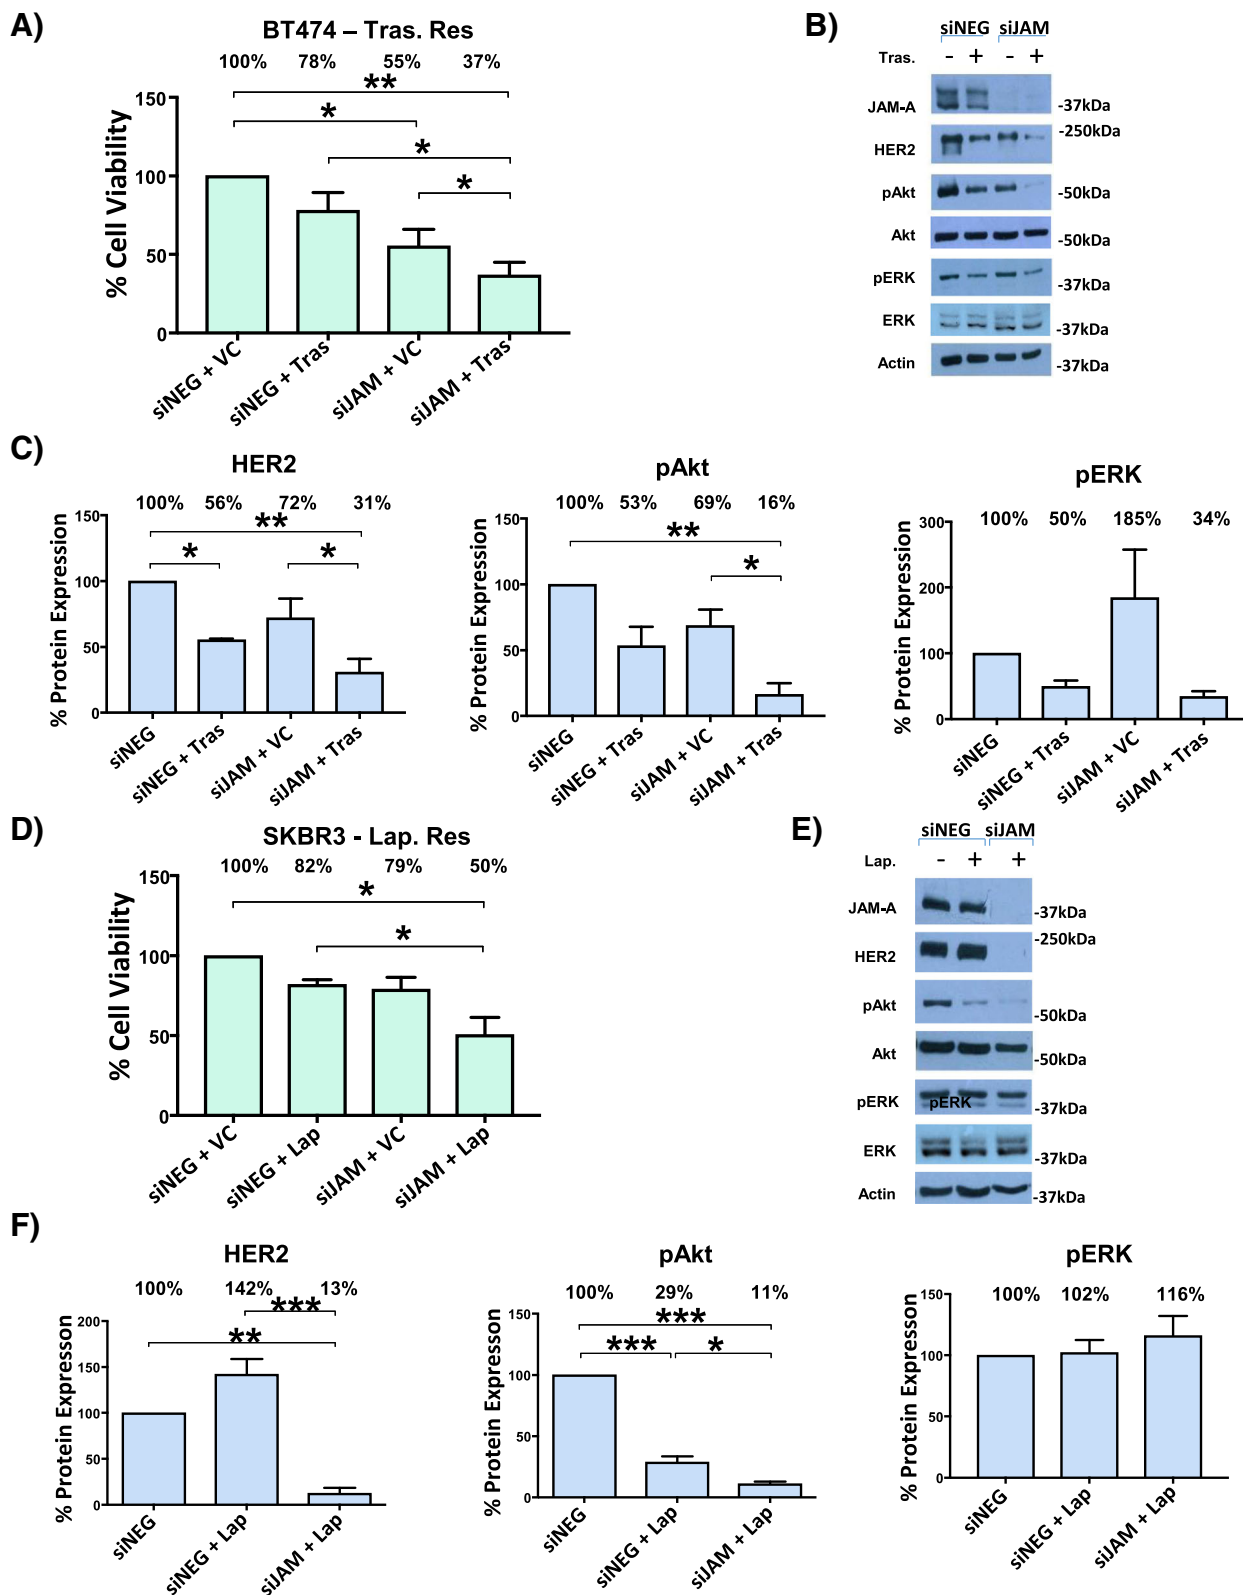 A)
BT474 – Tras. Res
100% 78% 55% 37%
**
*
*
*
% Cell Viability
150
100
50
0
siNEG + VC
siNEG + Tras
siJAM + VC
siJAM + Tras
B)
siNEG siJAM
Tras. - + - +
JAM-A -37kDa
HER2 -250kDa
pAkt -50kDa
Akt -50kDa
pERK -37kDa
ERK -37kDa
Actin -37kDa
C)
HER2
100% 56% 72% 31%
**
* *
% Protein Expression
150
100
50
0
siNEG
siNEG + Tras
siJAM + VC
siJAM + Tras
pAkt
100% 53% 69% 16%
**
*
% Protein Expression
150
100
50
0
siNEG
siNEG + Tras
siJAM + VC
siJAM + Tras
pERK
100% 50% 185% 34%
% Protein Expression
300
200
100
0
siNEG
siNEG + Tras
siJAM + VC
siJAM + Tras
D)
SKBR3 - Lap. Res
100% 82% 79% 50%
*
*
% Cell Viability
150
100
50
0
siNEG + VC
siNEG + Lap
siJAM + VC
siJAM + Lap
E)
siNEG siJAM
Lap. - + +
JAM-A -37kDa
HER2 -250kDa
pAkt -50kDa
Akt -50kDa
pERK pERK -37kDa
ERK -37kDa
Actin -37kDa
F)
HER2
100% 142% 13%
***
**
% Protein Expresson
200
150
100
50
0
siNEG
siNEG + Lap
siJAM + Lap
pAkt
100% 29% 11%
***
*** *
% Protein Expression
150
100
50
0
siNEG
siNEG + Lap
siJAM + Lap
pERK
100% 102% 116%
% Protein Expresson
150
100
50
0
siNEG
siNEG + Lap
siJAM + Lap